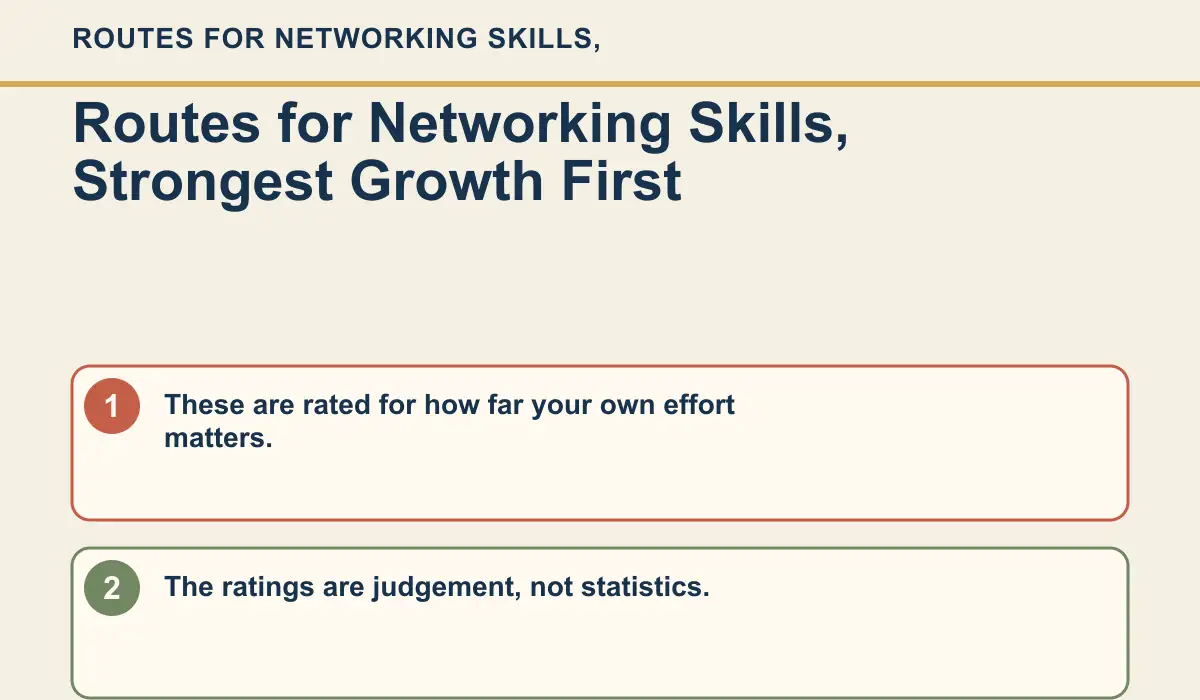 ROUTES FOR NETWORKING SKILLS,
Routes for Networking Skills,
Strongest Growth First
1
These are rated for how far your own effort
matters.
2
The ratings are judgement, not statistics.